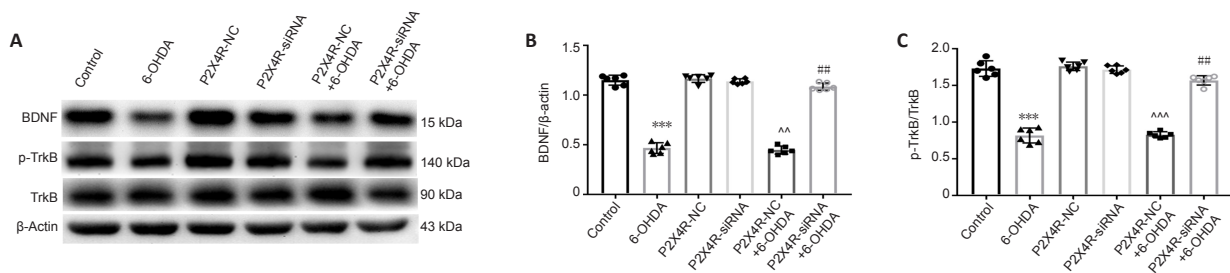 A
Control
6-OHDA
P2X4R-NC
P2X4R-siRNA
P2X4R-NC
+6-OHDA
P2X4R-siRNA
+6-OHDA
BDNF
15 kDa
p-TrkB
140 kDa
TrkB
90 kDa
β-Actin
43 kDa
B
BDNF/β-actin
1.5
1.0
0.5
0
***
^^
##
Control
6-OHDA
P2X4R-NC
P2X4R-siRNA
P2X4R-NC
+6-OHDA
P2X4R-siRNA
+6-OHDA
C
p-TrkB/TrkB
2.0
1.5
1.0
0.5
0
***
^^^
##
Control
6-OHDA
P2X4R-NC
P2X4R-siRNA
P2X4R-NC
+6-OHDA
P2X4R-siRNA
+6-OHDA